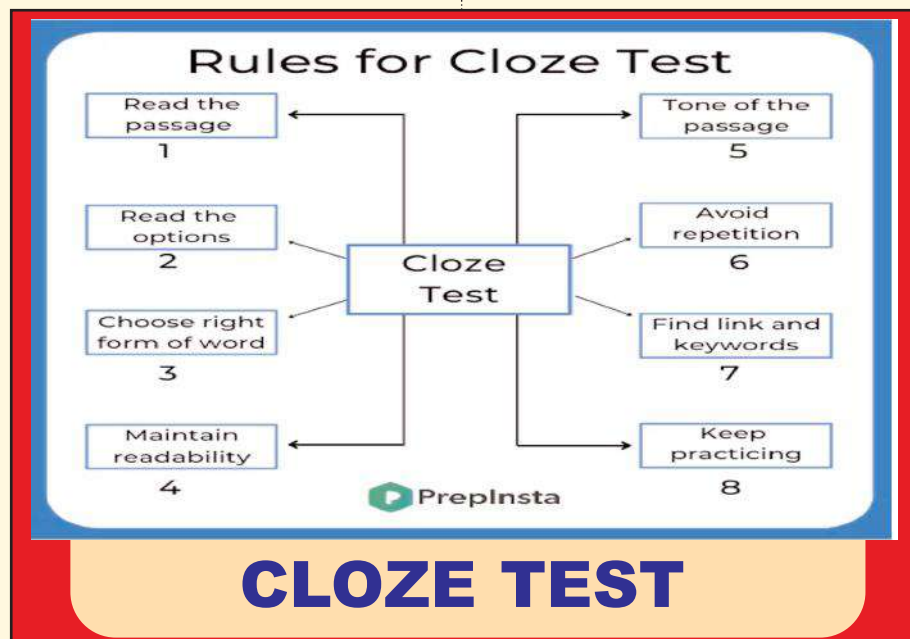 Rules for Cloze Test
Read the
passage
1
Read the
options
2
Choose right
form of word
3
Maintain
readability
4
Cloze
Test
Tone of the
passage
5
Avoid
repetition
6
Find link and
keywords
7
Keep
practicing
8
PrepInsta
CLOZE TEST